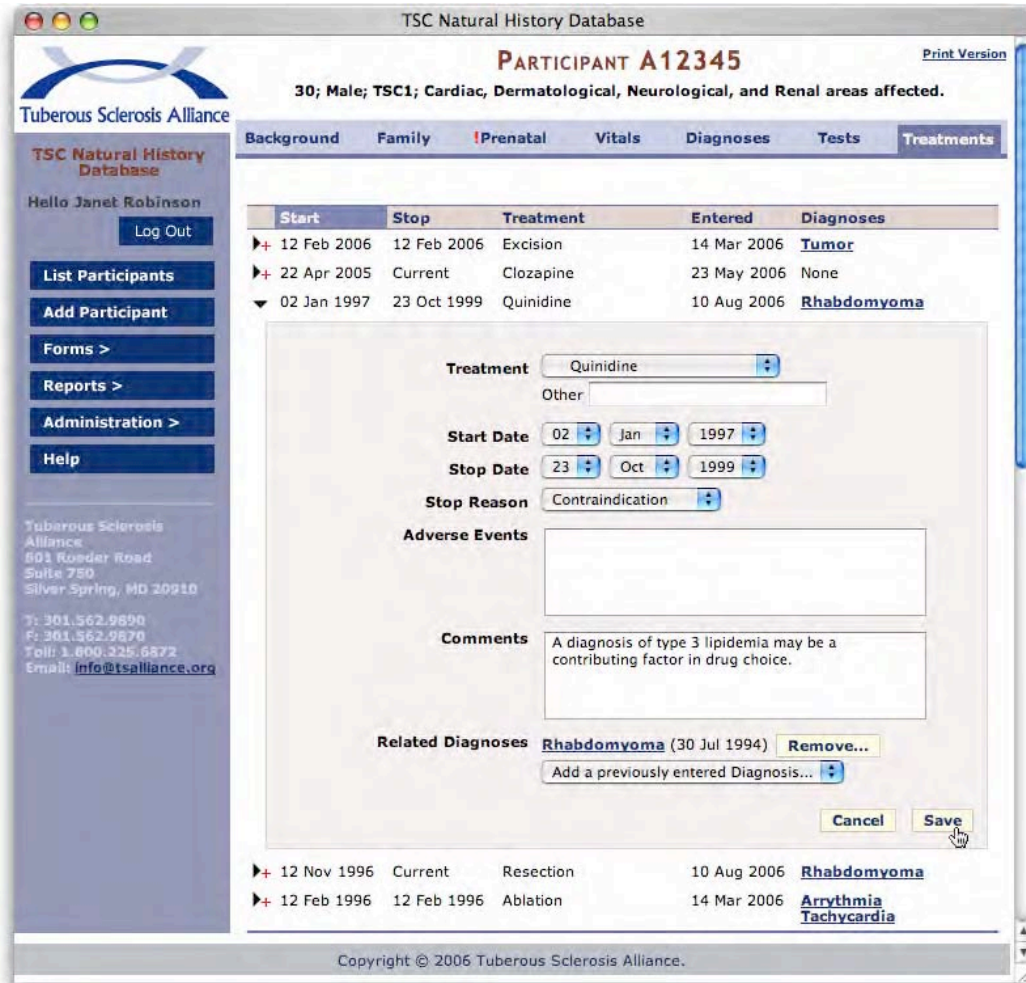 TSC Natural History Database
Tuberous Sclerosis Alliance
PARTICIPANT A12345
Print Version
30; Male; TSC1; Cardiac, Dermatological, Neurological, and Renal areas affected.
Background Family !Prenatal Vitals Diagnoses Tests Treatments
TSC Natural History
Database
Hello Janet Robinson
Log Out
List Participants
Add Participant
Forms >
Reports >
Administration >
Help
Tuberous Sclerosis
Alliance
801 Roeder Road
Suite 750
Silver Spring, MD 20910
T: 301.562.9890
F: 301.562.9870
Toll: 1.800.225.6872
Email: info@tsalliance.org
Start Stop Treatment Entered Diagnoses
+ 12 Feb 2006 12 Feb 2006 Excision 14 Mar 2006 Tumor
+ 22 Apr 2005 Current Clozapine 23 May 2006 None
02 Jan 1997 23 Oct 1999 Quinidine 10 Aug 2006 Rhabdomyoma
Treatment Quinidine
Other
Start Date 02 Jan 1997
Stop Date 23 Oct 1999
Stop Reason Contraindication
Adverse Events
Comments A diagnosis of type 3 lipidemia may be a
contributing factor in drug choice.
Related Diagnoses Rhabdomyoma (30 Jul 1994) Remove...
Add a previously entered Diagnosis...
Cancel Save
+ 12 Nov 1996 Current Resection 10 Aug 2006 Rhabdomyoma
+ 12 Feb 1996 12 Feb 1996 Ablation 14 Mar 2006 Arrythmia
Tachycardia
Copyright © 2006 Tuberous Sclerosis Alliance.